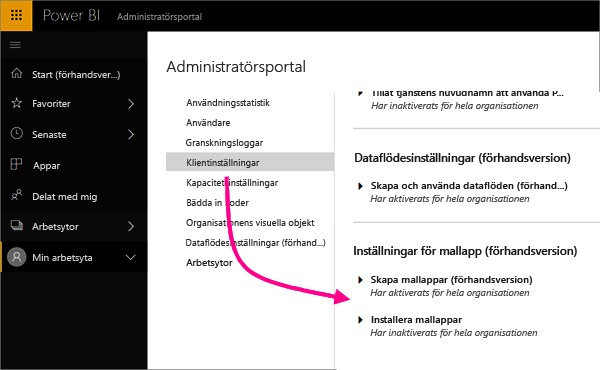 Power BI Administratörsportal
Start (förhandsver...)
Favoriter
Senaste
Appar
Delat med mig
Arbetsytor
Min arbetsyta
Administratörsportal
Användningsstatistik
Användare
Granskningsloggar
Klientinställningar
Kapacitetsinställningar
Bädda in koder
Organisationens visuella objekt
Dataflödesinställningar (förhand...)
Arbetsytor
Tillåt tjänstens huvudnamn att använda P...
Har inaktiverats för hela organisationen
Dataflödesinställningar (förhandsversion)
Skapa och använda dataflöden (förhand...)
Har aktiverats för hela organisationen
Inställningar för mallapp (förhandsversion)
Skapa mallappar (förhandsversion)
Har aktiverats för hela organisationen
Installera mallappar
Har inaktiverats för hela organisationen